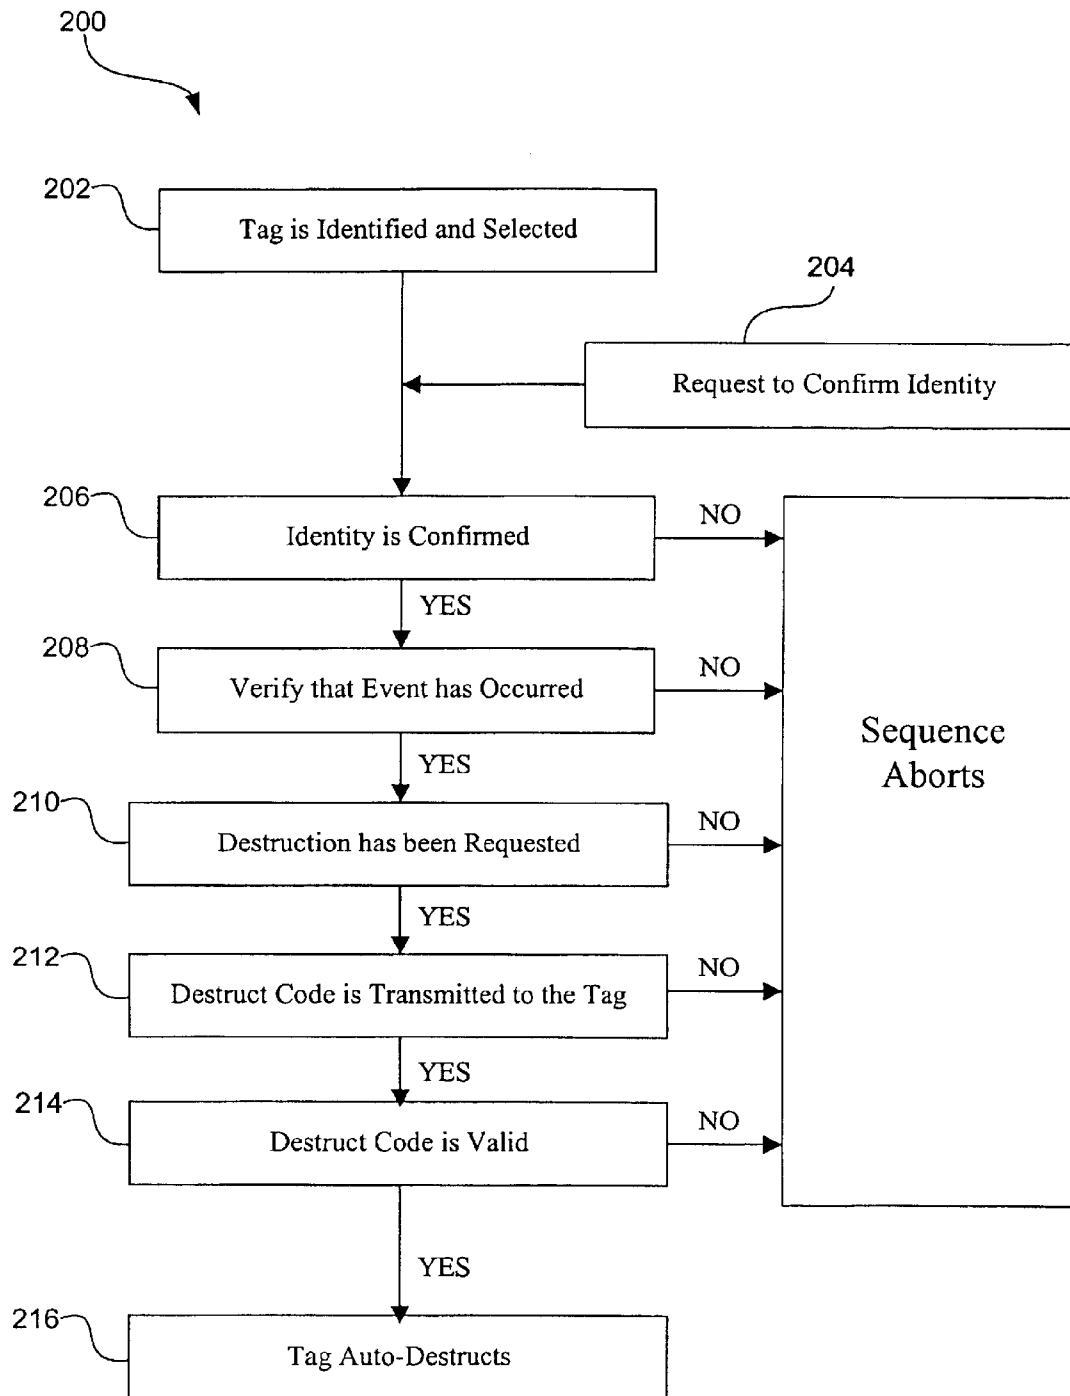 200
202
Tag is Identified and Selected
204
Request to Confirm Identity
206
Identity is Confirmed
NO
YES
208
Verify that Event has Occurred
NO
Sequence
Aborts
YES
210
Destruction has been Requested
NO
YES
212
Destruct Code is Transmitted to the Tag
NO
YES
214
Destruct Code is Valid
NO
YES
216
Tag Auto-Destructs